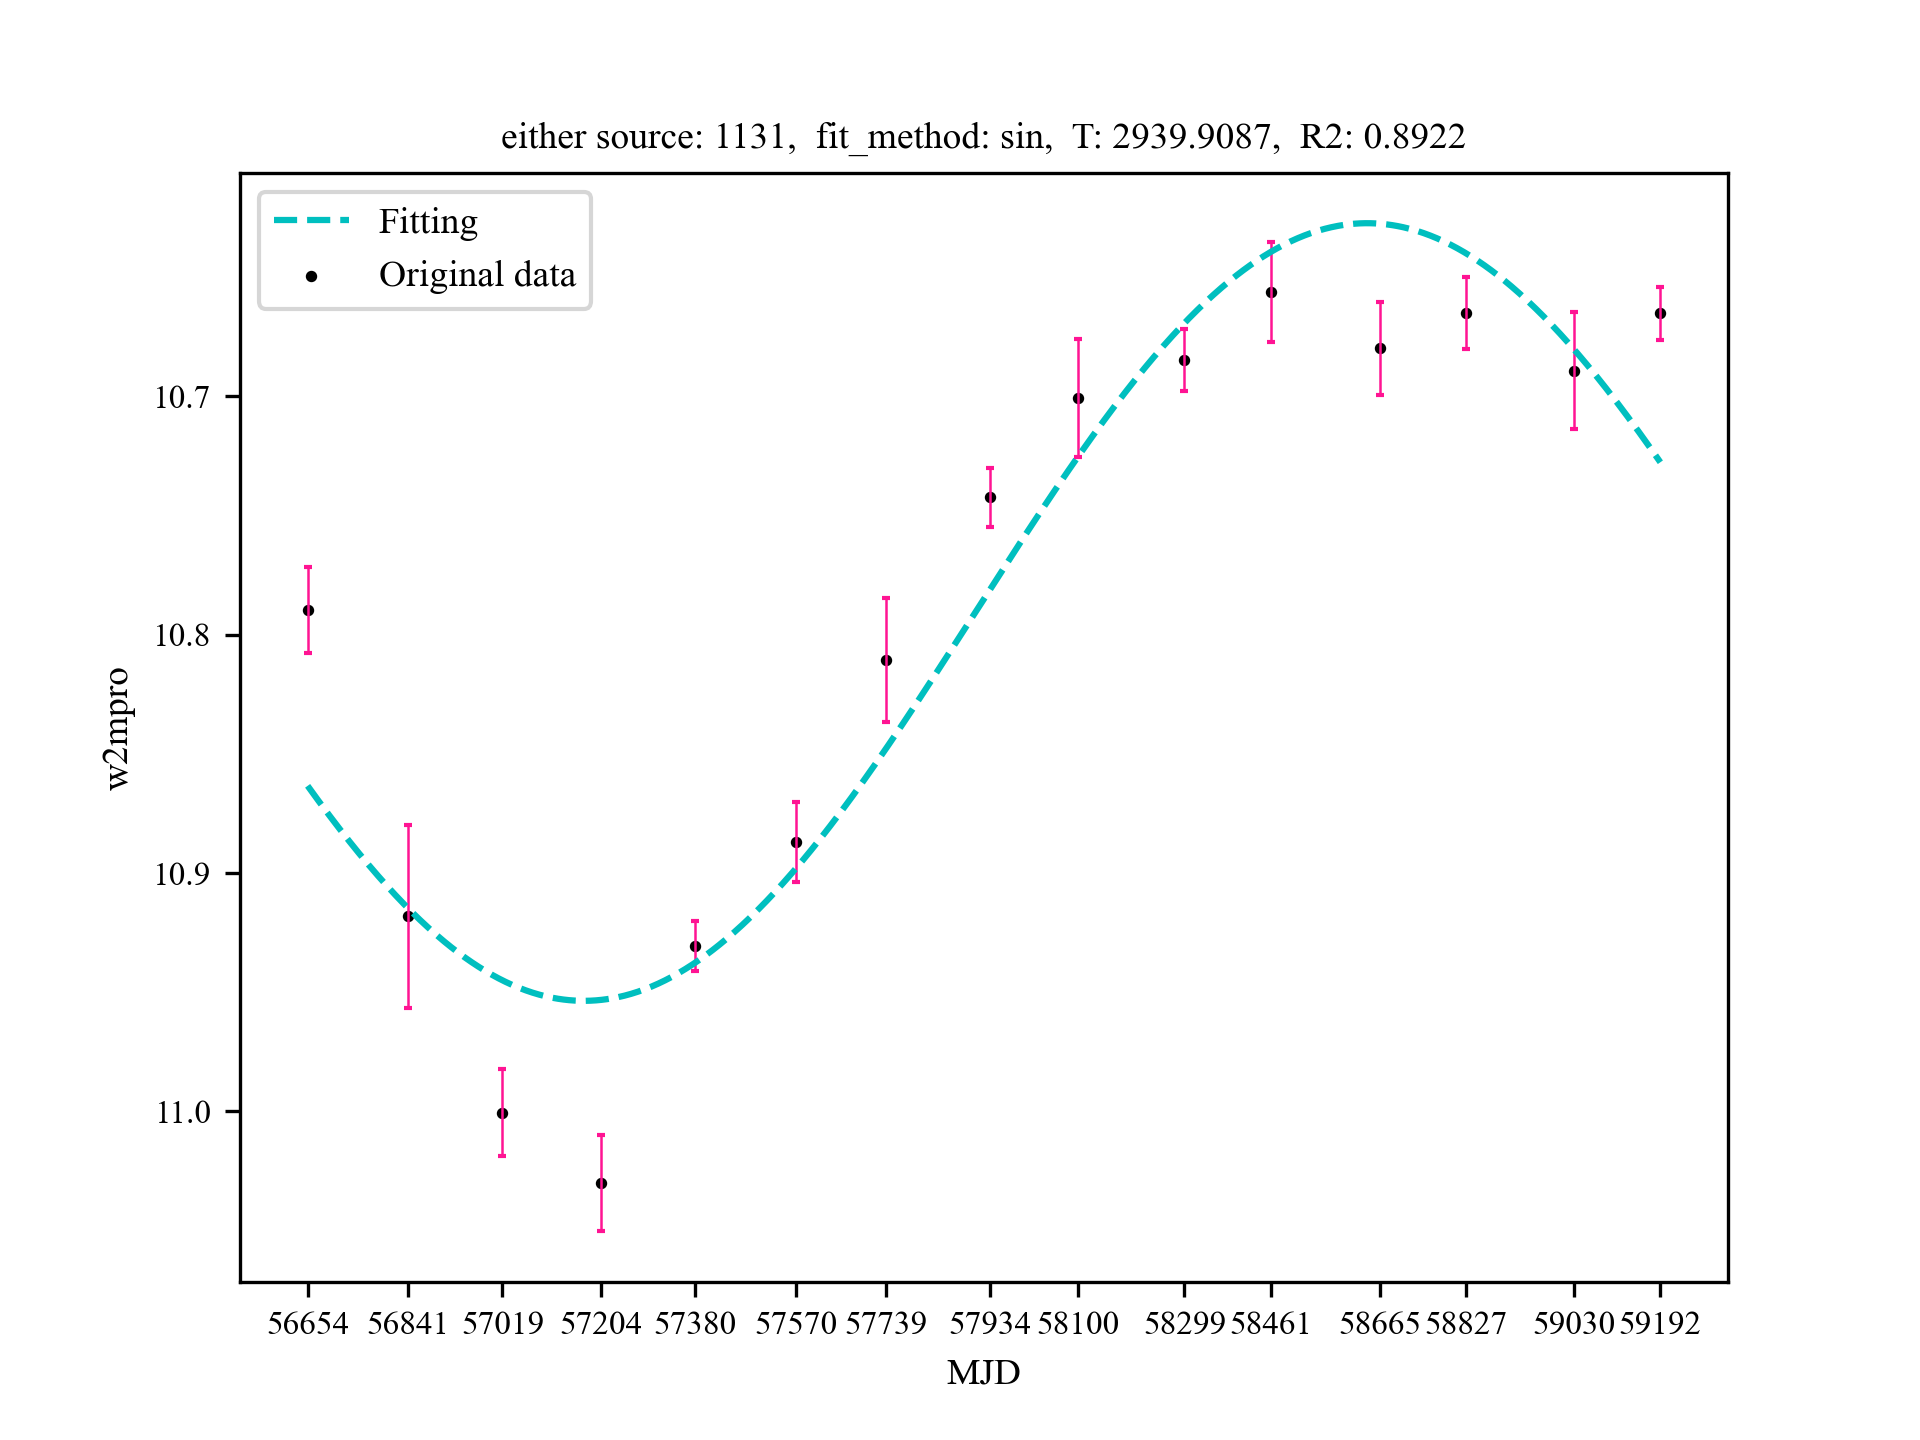 either source: 1131,  fit_method: sin,  T: 2939.9087,  R2: 0.8922
Fitting
Original data
10.7
10.8
10.9
11.0
w2mpro
56654 56841 57019 57204 57380 57570 57739 57934 58100 58299 58461 58665 58827 59030 59192
MJD